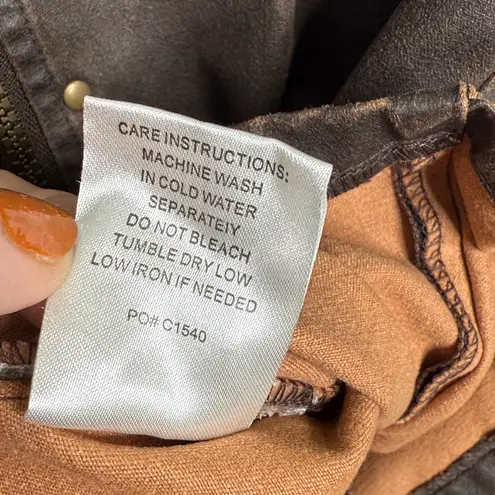 CARE INSTRUCTIONS:
MACHINE WASH
IN COLD WATER
SEPARATEIY
DO NOT BLEACH
TUMBLE DRY LOW
LOW IRON IF NEEDED
PO# C1540